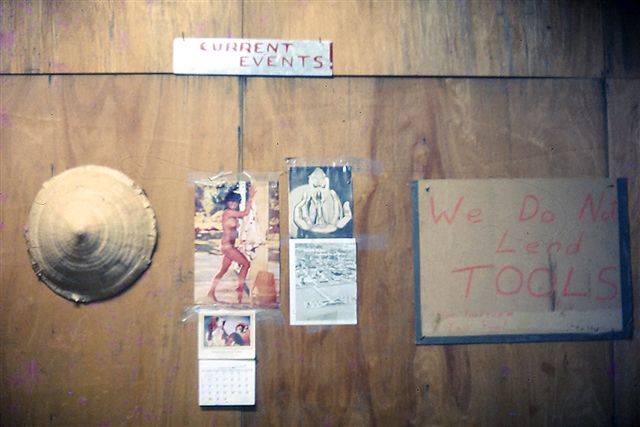 CURRENT
EVENTS!
We Do Not
Lend
TOOLS